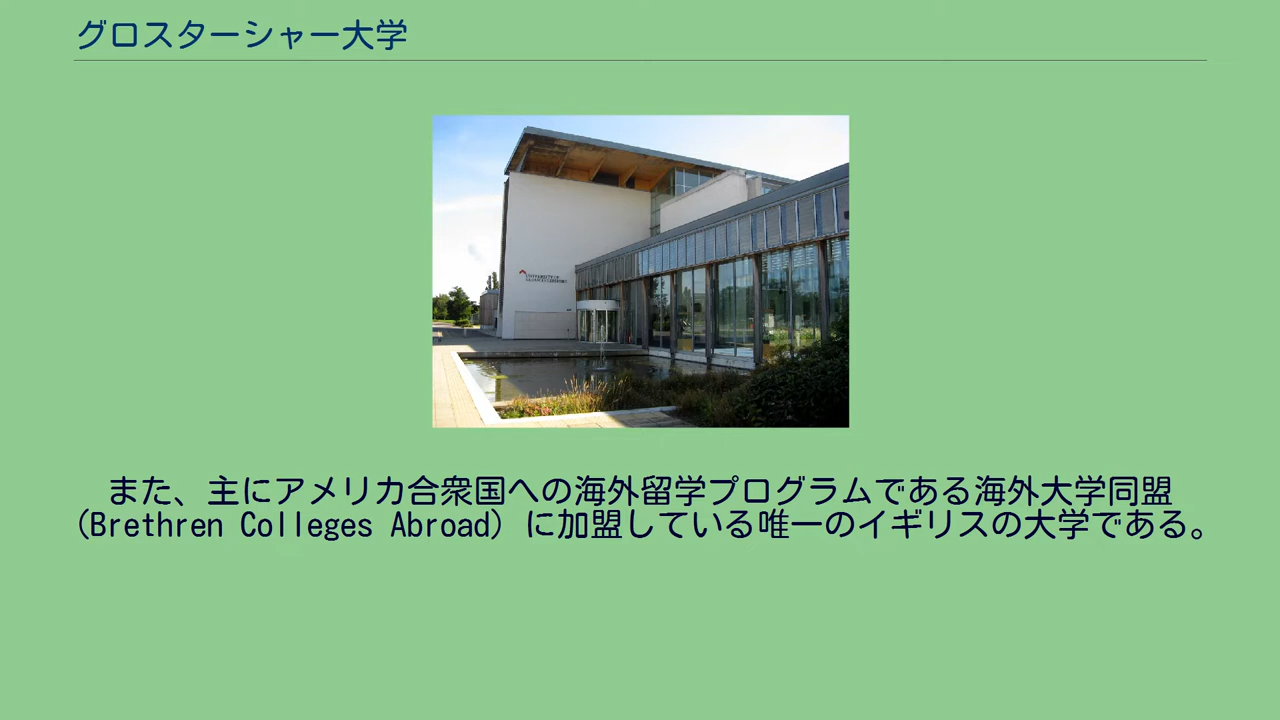 グロスターシャー大学
UNIVERSITY OF
GLOUCESTERSHIRE
また、主にアメリカ合衆国への海外留学プログラムである海外大学同盟
(Brethren Colleges Abroad) に加盟している唯一のイギリスの大学である。